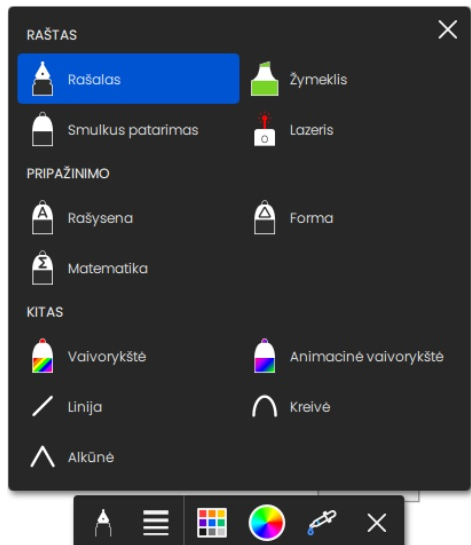 RAŠTAS
Rašalas
Žymeklis
Smulkus patarimas
Lazeris
PRIPAŽINIMO
Rašysena
Forma
Matematika
KITAS
Vaivorykštė
Animacinė vaivorykštė
Linija
Kreivė
Alkūnė